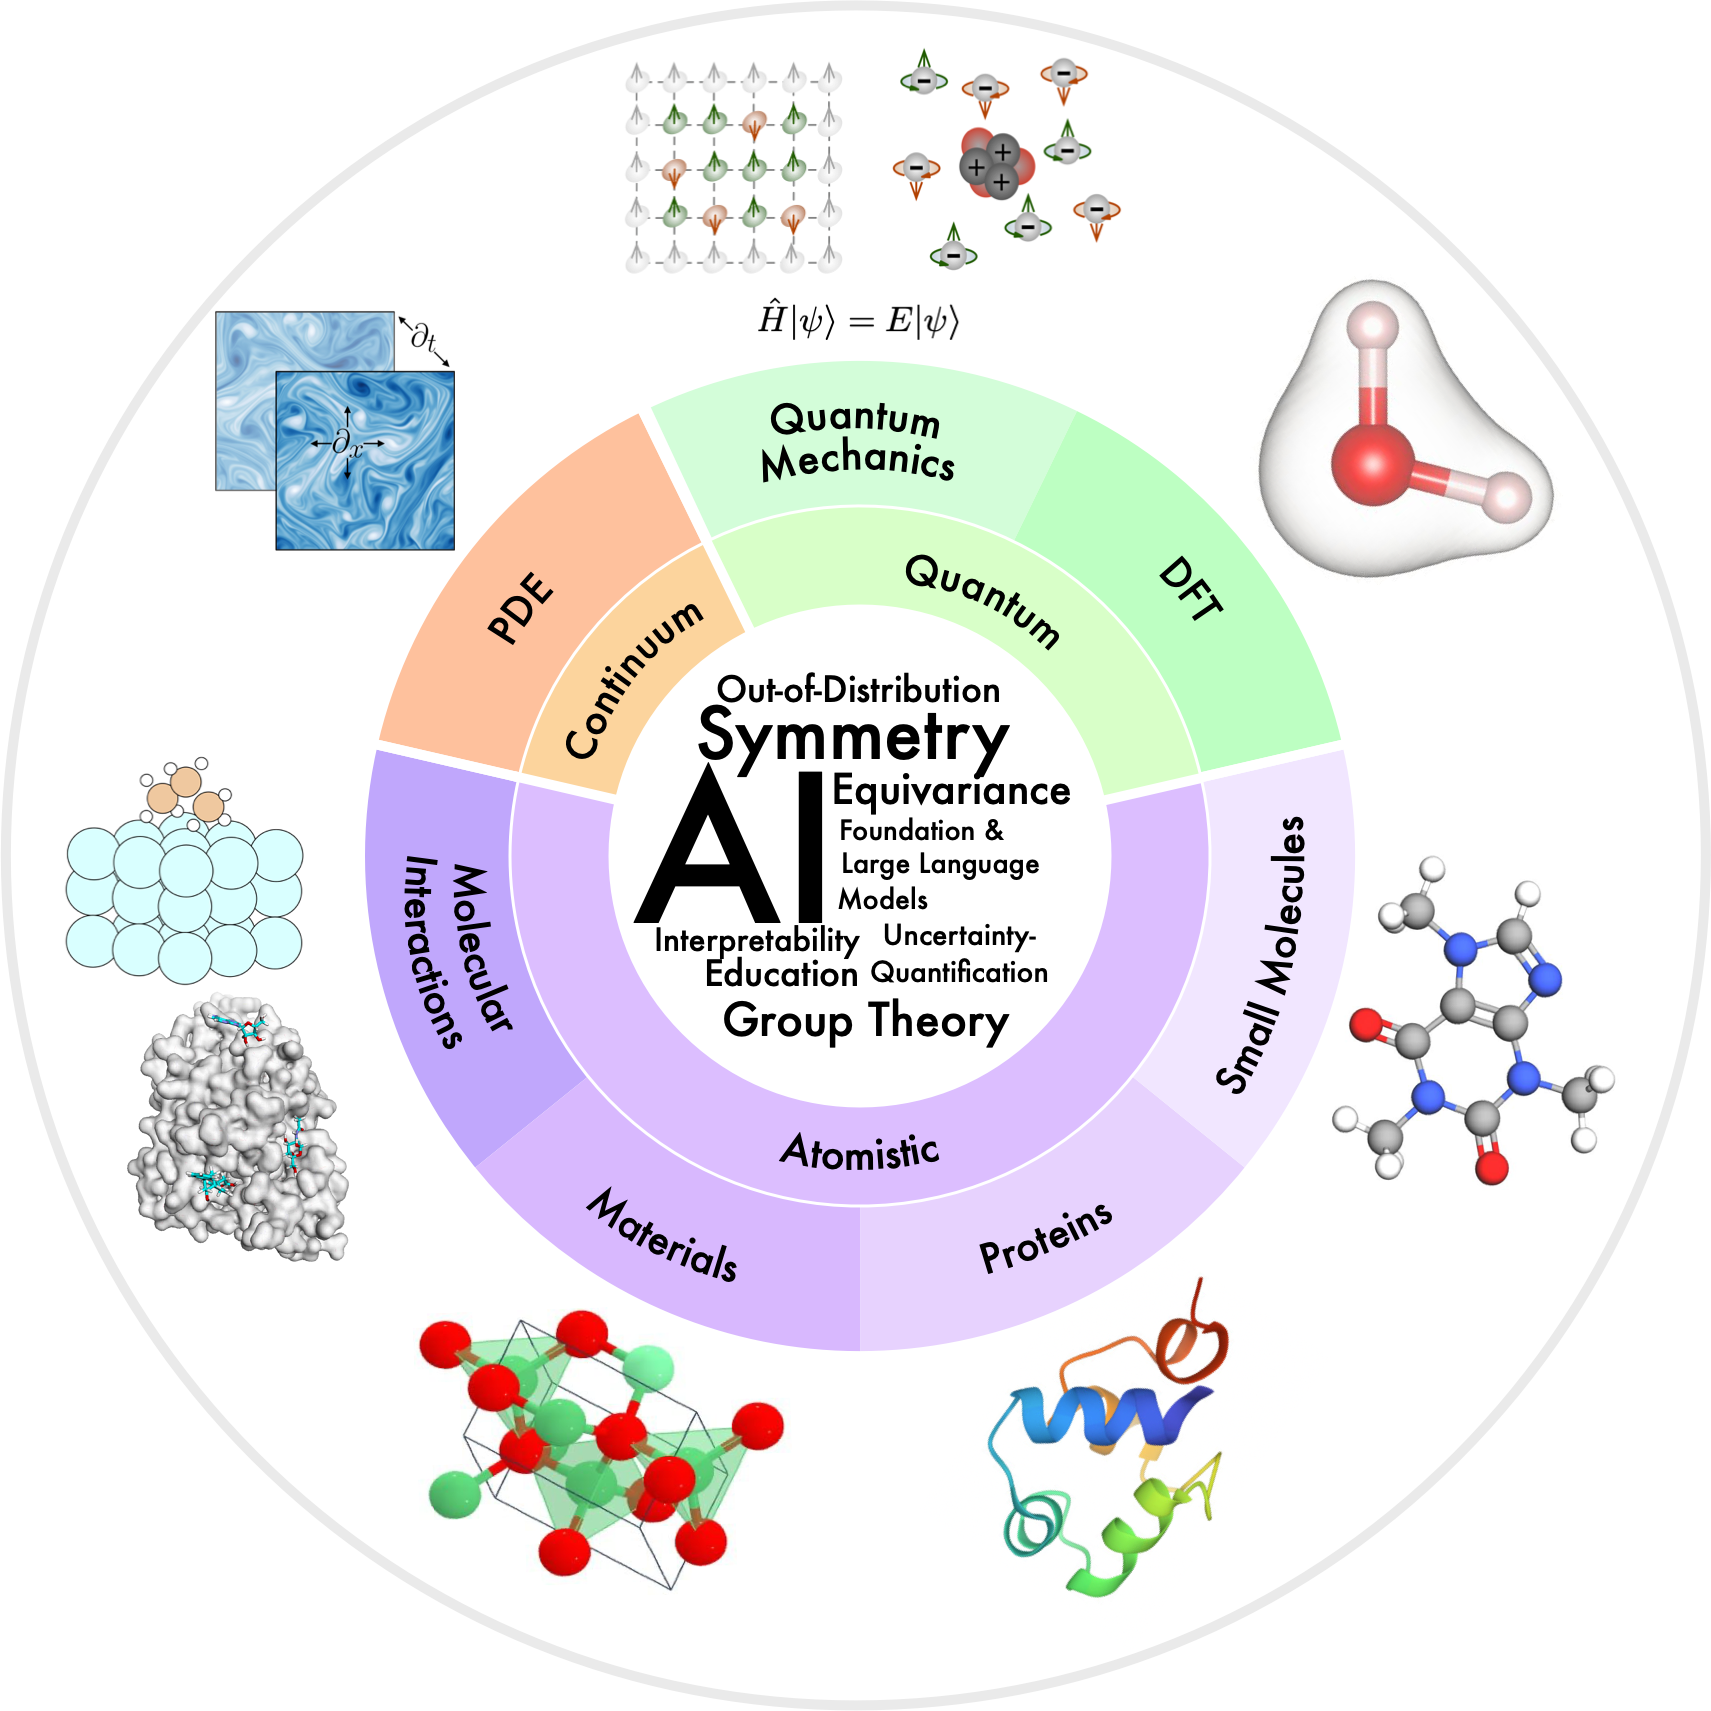 Ĥ|ψ⟩ = E|ψ⟩
∂t
∂x
Quantum
Mechanics
DFT
PDE
Quantum
Continuum
Out-of-Distribution
Symmetry
AI
Equivariance
Foundation &
Large Language
Models
Interpretability
Uncertainty-
Quantification
Education
Group Theory
Molecular
Interactions
Small Molecules
Atomistic
Materials
Proteins